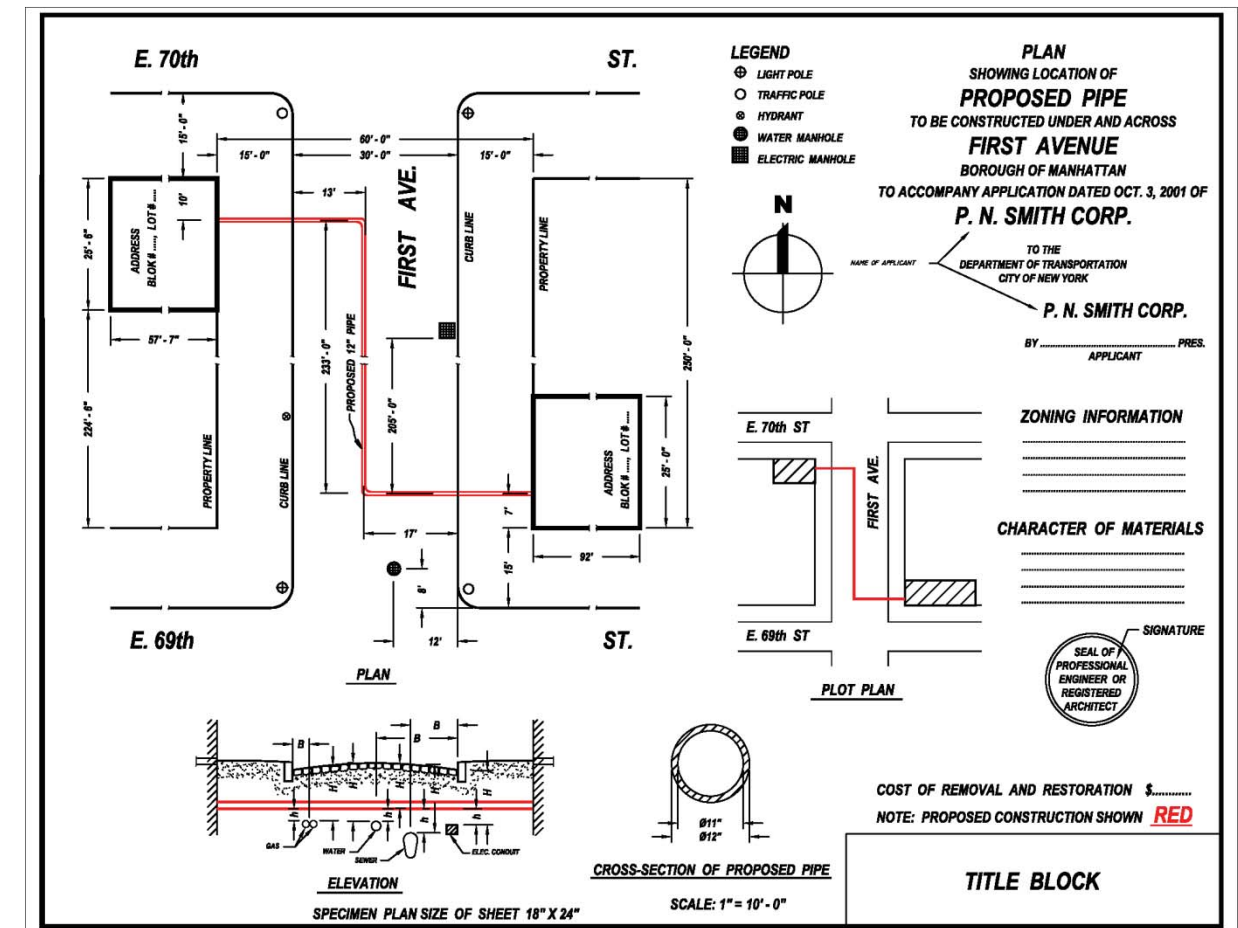 E. 70th
ST.
15'- 0"
60'- 0"
15'- 0"
30'- 0"
15'- 0"
13'
10'
25'- 6"
ADDRESS
BLOK # ...., LOT # .....
57'- 7"
224'- 6"
PROPERTY LINE
CURB LINE
233'- 0"
PROPOSED 12" PIPE
FIRST AVE.
205'- 0"
CURB LINE
PROPERTY LINE
250'- 0"
ADDRESS
BLOK # ...., LOT # .....
25'- 0"
7'
17'
92'
15'
8'
12'
E. 69th
ST.
PLAN
LEGEND
LIGHT POLE
TRAFFIC POLE
HYDRANT
WATER MANHOLE
ELECTRIC MANHOLE
N
PLAN
SHOWING LOCATION OF
PROPOSED PIPE
TO BE CONSTRUCTED UNDER AND ACROSS
FIRST AVENUE
BOROUGH OF MANHATTAN
TO ACCOMPANY APPLICATION DATED OCT. 3, 2001 OF
P. N. SMITH CORP.
NAME OF APPLICANT
TO THE
DEPARTMENT OF TRANSPORTATION
CITY OF NEW YORK
P. N. SMITH CORP.
BY ................................................ PRES.
APPLICANT
E. 70th ST
FIRST AVE.
E. 69th ST
PLOT PLAN
ZONING INFORMATION
CHARACTER OF MATERIALS
SIGNATURE
SEAL OF
PROFESSIONAL
ENGINEER OR
REGISTERED
ARCHITECT
B
B
H
H
H
H
H
h
h
h
h
h
GAS
WATER
SEWER
ELEC. CONDUIT
ELEVATION
SPECIMEN PLAN SIZE OF SHEET 18" X 24"
Ø11"
Ø12"
CROSS-SECTION OF PROPOSED PIPE
SCALE: 1" = 10'- 0"
COST OF REMOVAL AND RESTORATION $...........
NOTE: PROPOSED CONSTRUCTION SHOWN RED
TITLE BLOCK